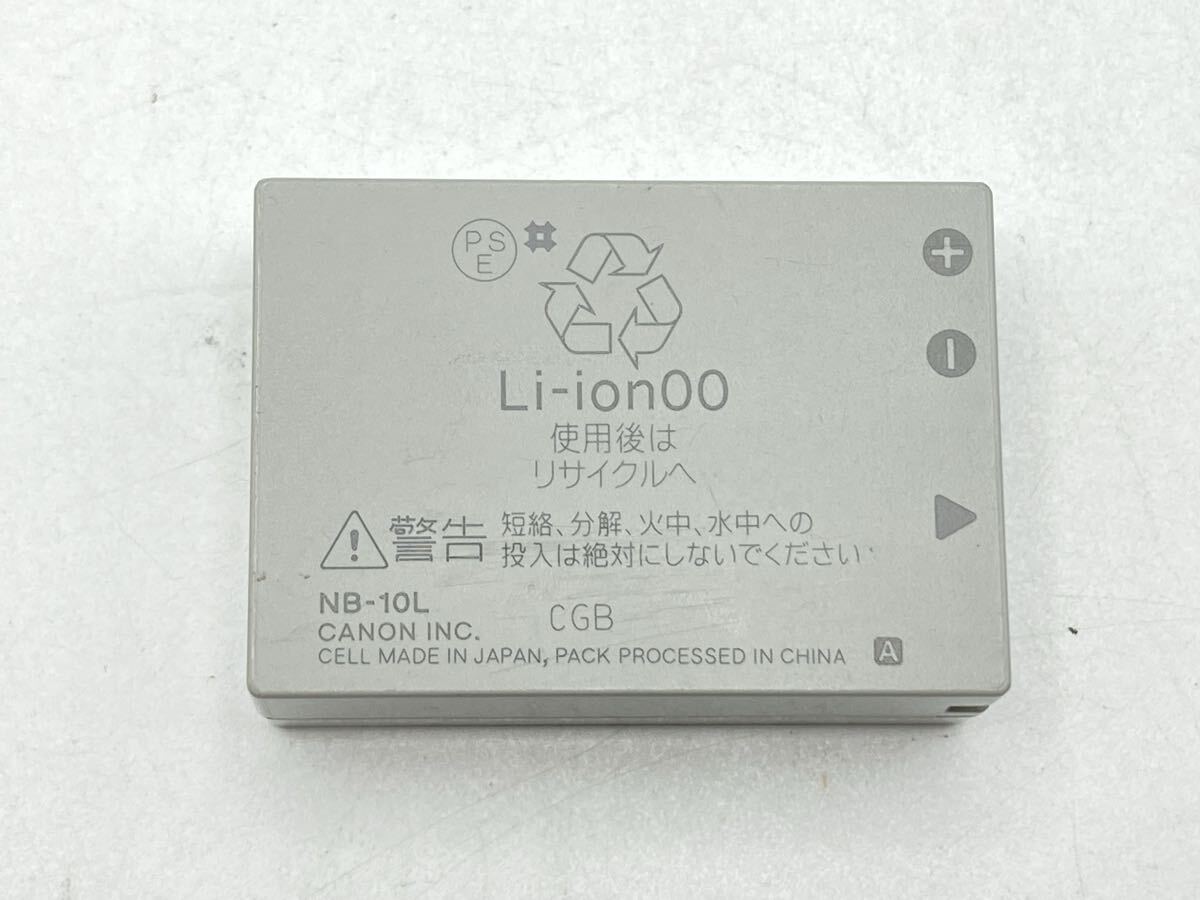 PSE
Li-ion00
使用後は
リサイクルへ
警告 短絡、分解、火中、水中への
投入は絶対にしないでください
NB-10L
CGB
CANON INC.
CELL MADE IN JAPAN, PACK PROCESSED IN CHINA A